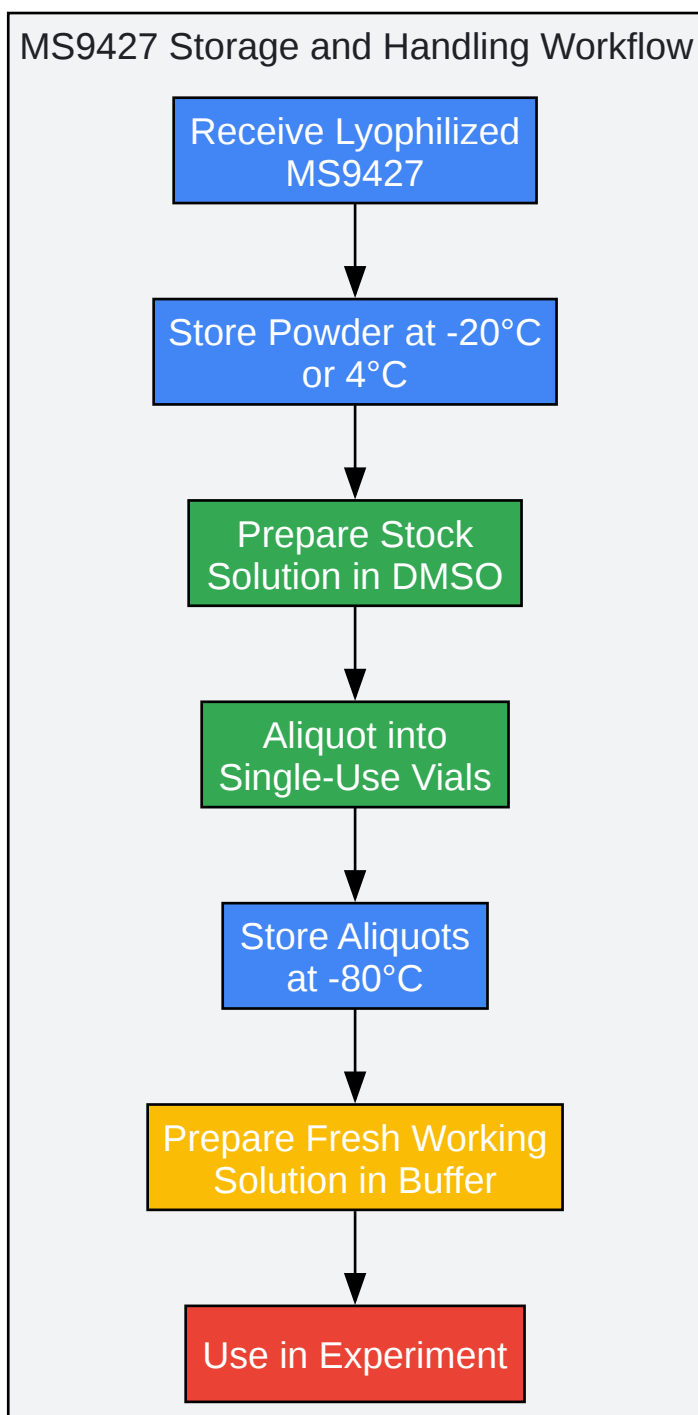 MS9427 Storage and Handling Workflow
Receive Lyophilized
MS9427
Store Powder at -20°C
or 4°C
Prepare Stock
Solution in DMSO
Aliquot into
Single-Use Vials
Store Aliquots
at -80°C
Prepare Fresh Working
Solution in Buffer
Use in Experiment